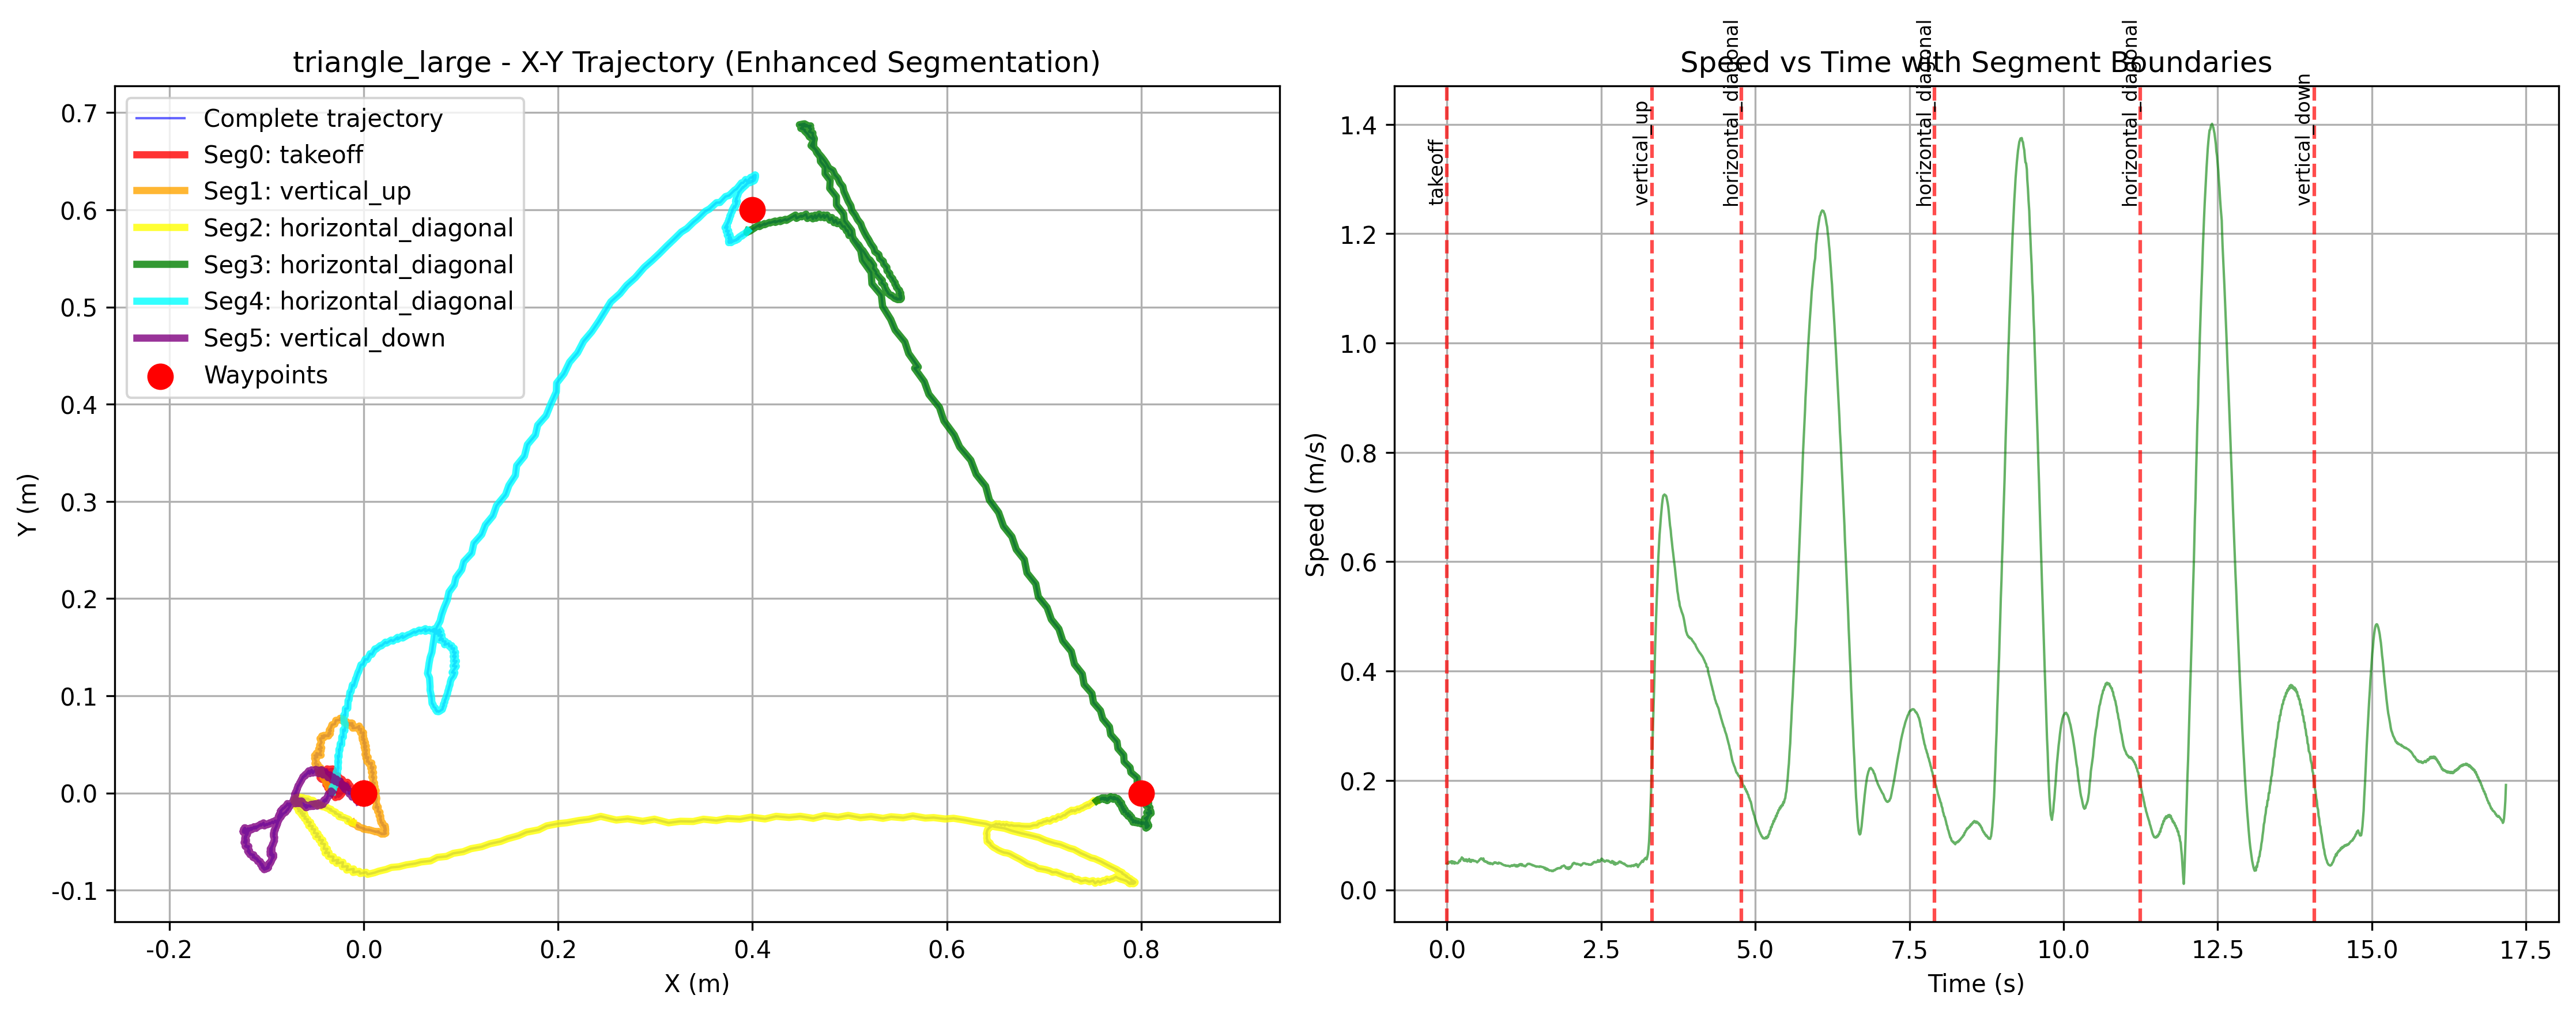 triangle_large - X-Y Trajectory (Enhanced Segmentation)
Complete trajectory
Seg0: takeoff
Seg1: vertical_up
Seg2: horizontal_diagonal
Seg3: horizontal_diagonal
Seg4: horizontal_diagonal
Seg5: vertical_down
Waypoints
Y (m)
0.7
0.6
0.5
0.4
0.3
0.2
0.1
0.0
-0.1
-0.2
0.0
0.2
0.4
0.6
0.8
X (m)
Speed vs Time with Segment Boundaries
takeoff
vertical_up
horizontal_diagonal
horizontal_diagonal
horizontal_diagonal
vertical_down
Speed (m/s)
1.4
1.2
1.0
0.8
0.6
0.4
0.2
0.0
0.0
2.5
5.0
7.5
10.0
12.5
15.0
17.5
Time (s)